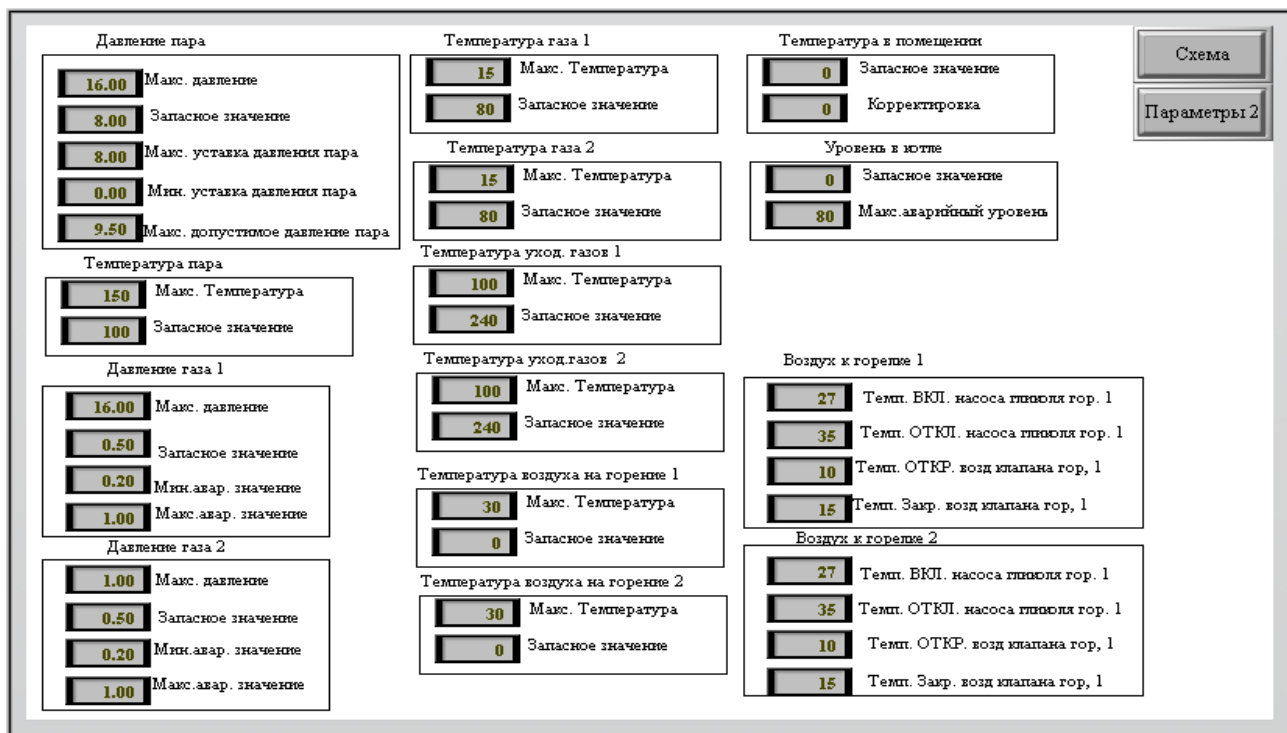 Давление пара
16.00 Макс. давление
8.00 Запасное значение
8.00 Макс. уставка давления пара
0.00 Мин. уставка давления пара
9.50 Макс. допустимое давление пара
Температура пара
150 Макс. Температура
100 Запасное значение
Давление газа 1
16.00 Макс. давление
0.50 Запасное значение
0.20 Мин.авар. значение
1.00 Макс.авар. значение
Давление газа 2
1.00 Макс. давление
0.50 Запасное значение
0.20 Мин.авар. значение
1.00 Макс.авар. значение
Температура газа 1
15 Макс. Температура
80 Запасное значение
Температура газа 2
15 Макс. Температура
80 Запасное значение
Температура уход. газов 1
100 Макс. Температура
240 Запасное значение
Температура уход.газов 2
100 Макс. Температура
240 Запасное значение
Температура воздуха на горение 1
30 Макс. Температура
0 Запасное значение
Температура воздуха на горение 2
30 Макс. Температура
0 Запасное значение
Температура в помещении
0 Запасное значение
0 Корректировка
Уровень в котле
0 Запасное значение
80 Макс.аварийный уровень
Воздух к горелке 1
27 Темп. ВКЛ. насоса гликоля гор. 1
35 Темп. ОТКЛ. насоса гликоля гор. 1
10 Темп. ОТКР. возд клапана гор, 1
15 Темп. Закр. возд клапана гор, 1
Воздух к горелке 2
27 Темп. ВКЛ. насоса гликоля гор. 1
35 Темп. ОТКЛ. насоса гликоля гор. 1
10 Темп. ОТКР. возд клапана гор, 1
15 Темп. Закр. возд клапана гор, 1
Схема
Параметры 2